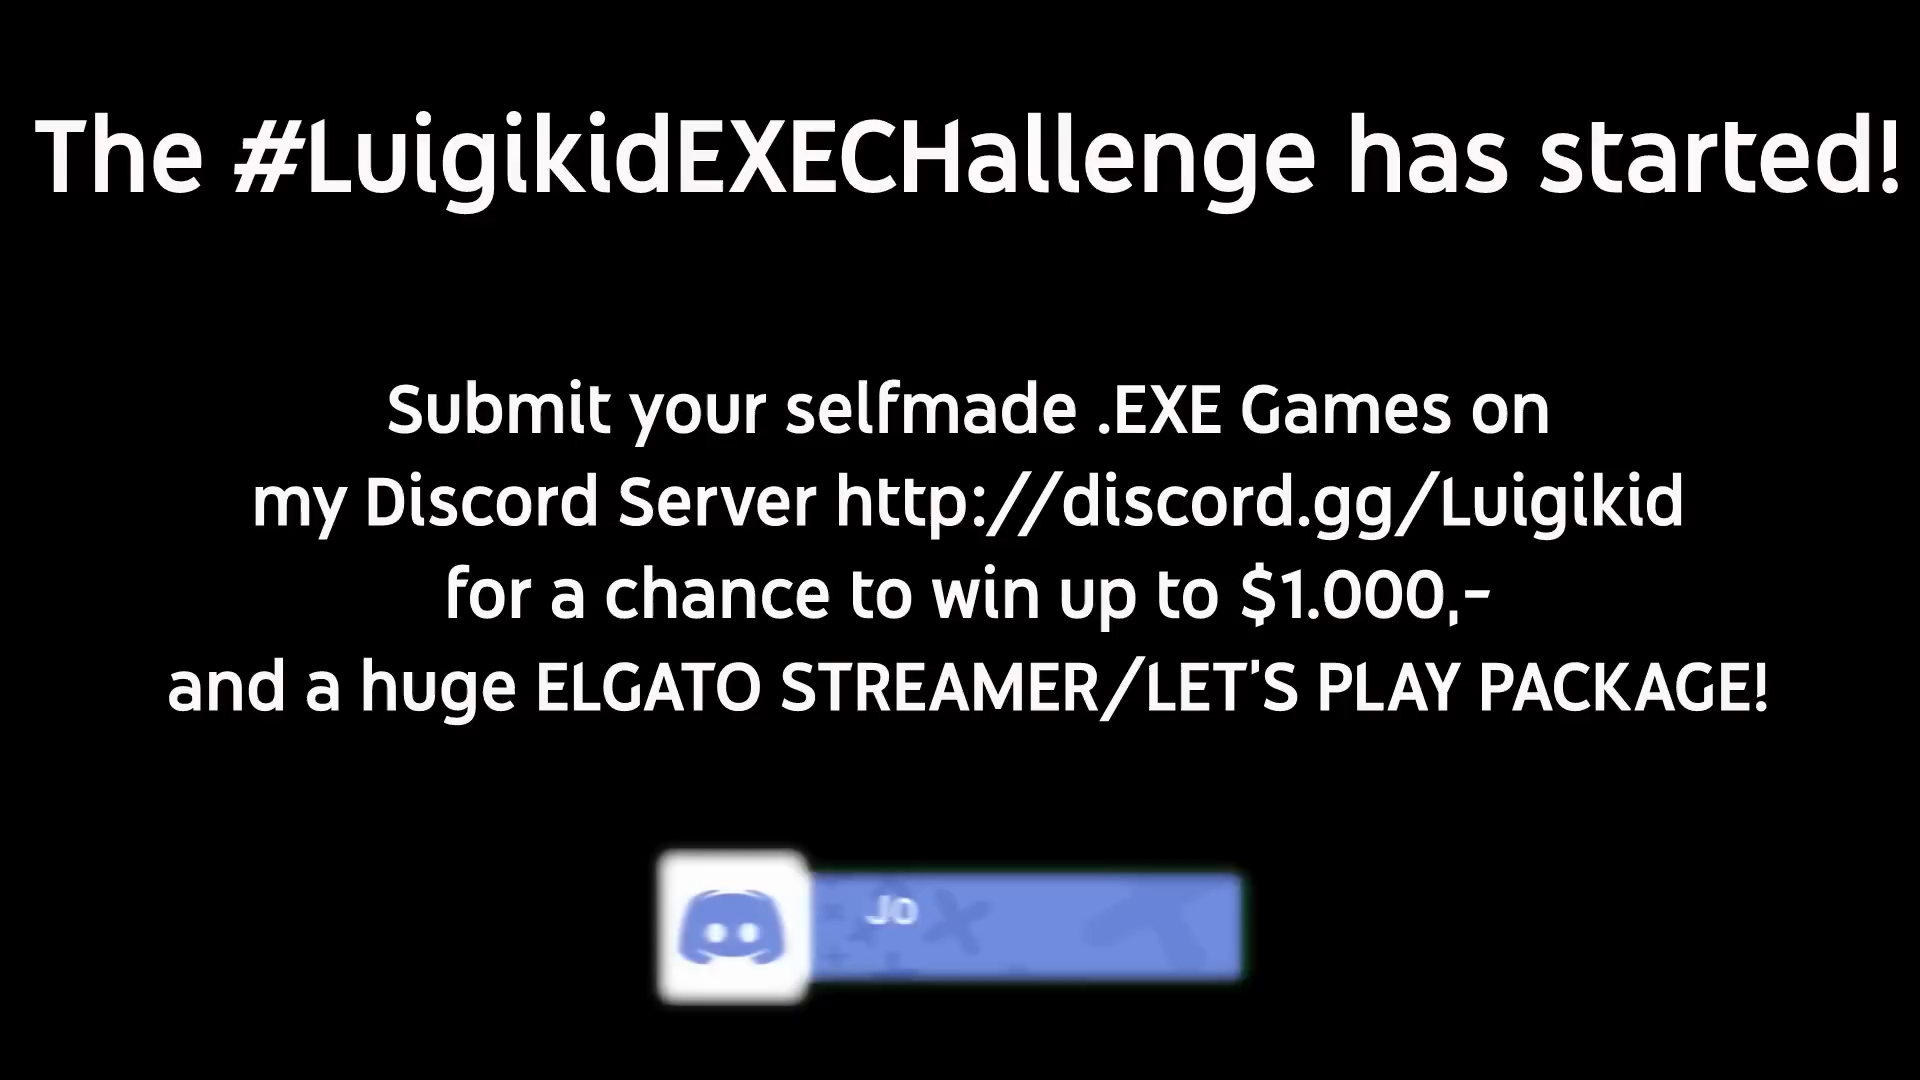 The #LuigikidEXECHallenge has started!
Submit your selfmade .EXE Games on
my Discord Server http://discord.gg/Luigikid
for a chance to win up to $1.000,-
and a huge ELGATO STREAMER/LET'S PLAY PACKAGE!
Jo